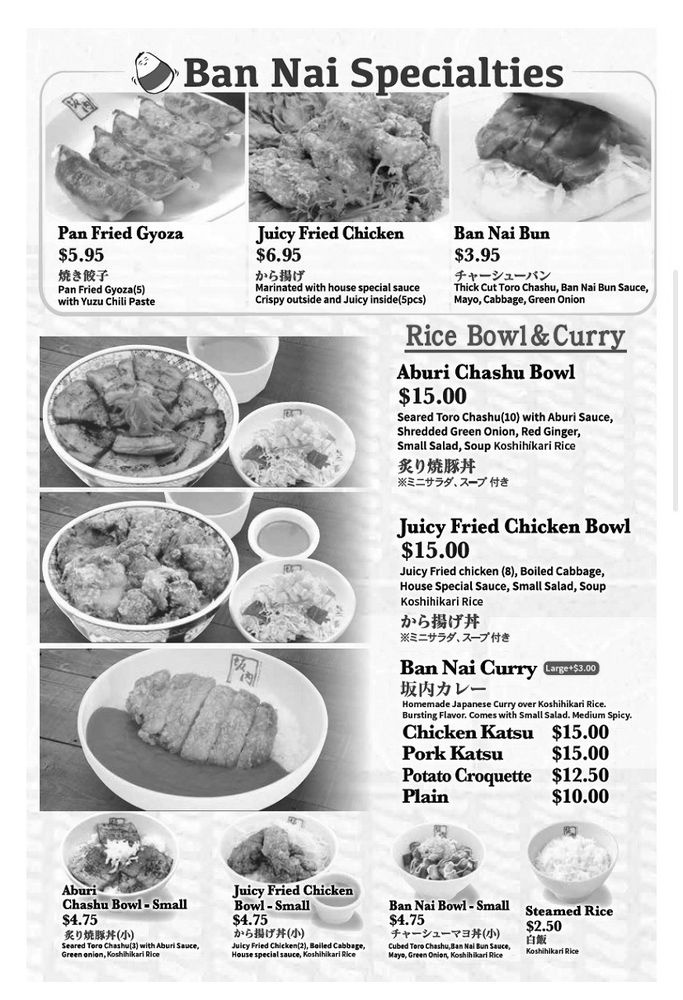 Ban Nai Specialties
坂内
Pan Fried Gyoza
$5.95
焼き餃子
Pan Fried Gyoza(5)
with Yuzu Chili Paste
Juicy Fried Chicken
$6.95
から揚げ
Marinated with house special sauce
Crispy outside and Juicy inside(5pcs)
Ban Nai Bun
$3.95
チャーシューバン
Thick Cut Toro Chashu, Ban Nai Bun Sauce,
Mayo, Cabbage, Green Onion
Rice Bowl&Curry
Aburi Chashu Bowl
$15.00
Seared Toro Chashu(10) with Aburi Sauce,
Shredded Green Onion, Red Ginger,
Small Salad, Soup Koshihikari Rice
炙り焼豚丼
※ミニサラダ、スープ 付き
Juicy Fried Chicken Bowl
$15.00
Juicy Fried chicken (8), Boiled Cabbage,
House Special Sauce, Small Salad, Soup
Koshihikari Rice
から揚げ丼
※ミニサラダ、スープ 付き
坂内
Ban Nai Curry Large+$3.00
坂内カレー
Homemade Japanese Curry over Koshihikari Rice.
Bursting Flavor. Comes with Small Salad. Medium Spicy.
Chicken Katsu $15.00
Pork Katsu $15.00
Potato Croquette $12.50
Plain $10.00
Aburi
Chashu Bowl - Small
$4.75
炙り焼豚丼(小)
Seared Toro Chashu(3) with Aburi Sauce,
Green onion, Koshihikari Rice
Juicy Fried Chicken
Bowl - Small
$4.75
から揚げ丼(小)
Juicy Fried Chicken(2), Boiled Cabbage,
House special sauce, Koshihikari Rice
Ban Nai Bowl - Small
$4.75
チャーシューマヨ丼(小)
Cubed Toro Chashu,Ban Nai Bun Sauce,
Mayo, Green Onion, Koshihikari Rice
Steamed Rice
$2.50
白飯
Koshihikari Rice